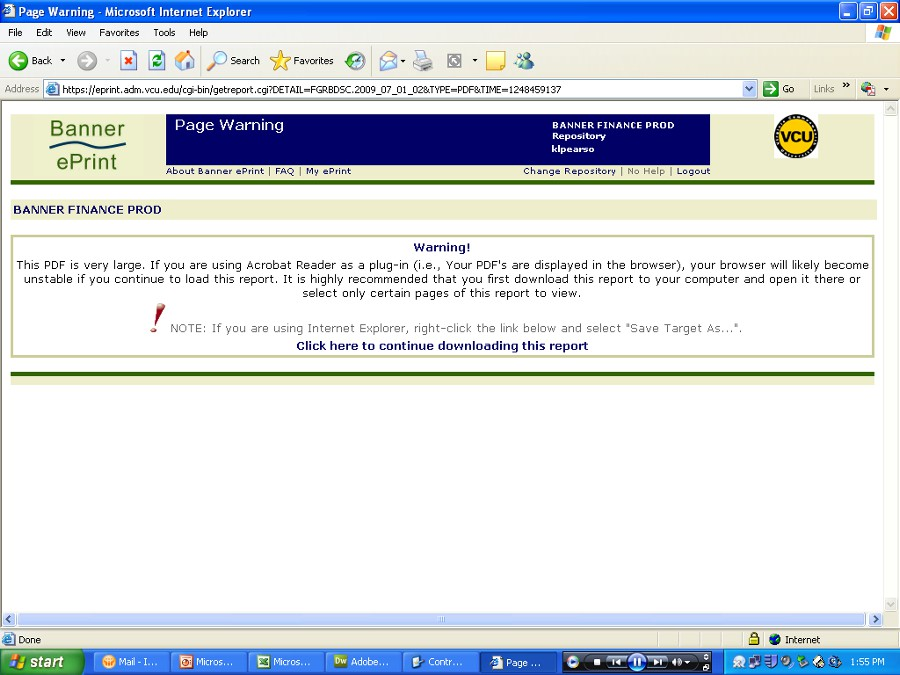 Page Warning - Microsoft Internet Explorer
File Edit View Favorites Tools Help
Back Search Favorites
Address https://eprint.adm.vcu.edu/cgi-bin/getreport.cgi?DETAIL=FGRBDSC.2009_07_01_02&TYPE=PDF&TIME=1248459137 Go Links »
Banner
ePrint
Page Warning
BANNER FINANCE PROD
Repository
klpearso
VCU
About Banner ePrint | FAQ | My ePrint
Change Repository | No Help | Logout
BANNER FINANCE PROD
Warning!
This PDF is very large. If you are using Acrobat Reader as a plug-in (i.e., Your PDF's are displayed in the browser), your browser will likely become
unstable if you continue to load this report. It is highly recommended that you first download this report to your computer and open it there or
select only certain pages of this report to view.
! NOTE: If you are using Internet Explorer, right-click the link below and select "Save Target As...".
Click here to continue downloading this report
Done Internet
start Mail - I... Micros... Micros... Dw Adobe... Contr... Page ... 1:55 PM